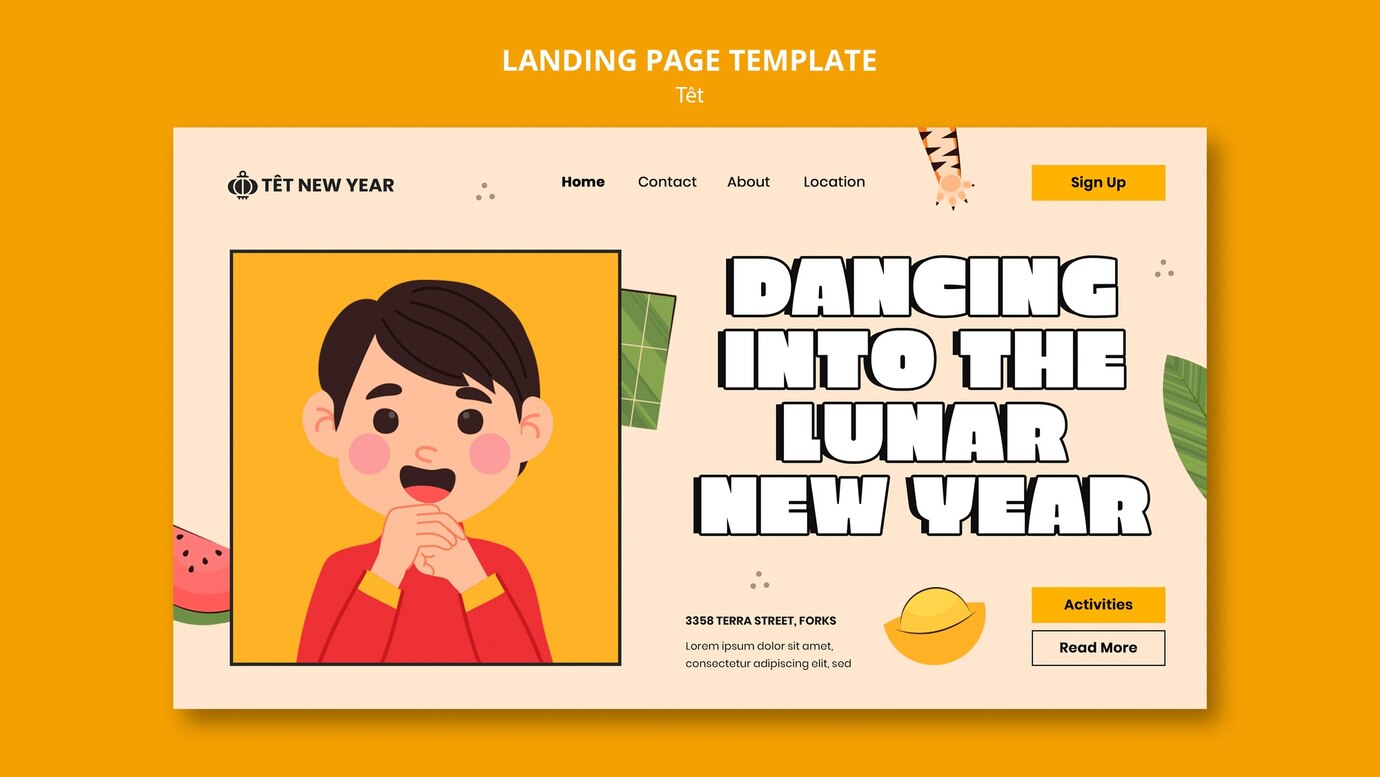 LANDING PAGE TEMPLATE
Têt
TÊT NEW YEAR
Home
Contact
About
Location
Sign Up
DANCING
INTO THE
LUNAR
NEW YEAR
3358 TERRA STREET, FORKS
Lorem ipsum dolor sit amet,
consectetur adipiscing elit, sed
Activities
Read More